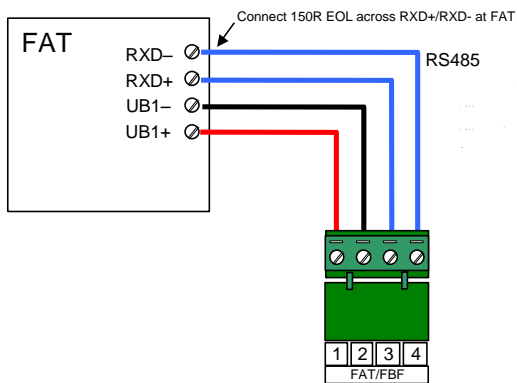 Connect 150R EOL across RXD+/RXD- at FAT
FAT
RXD–
RS485
RXD+
UB1–
UB1+
1 2 3 4
FAT/FBF